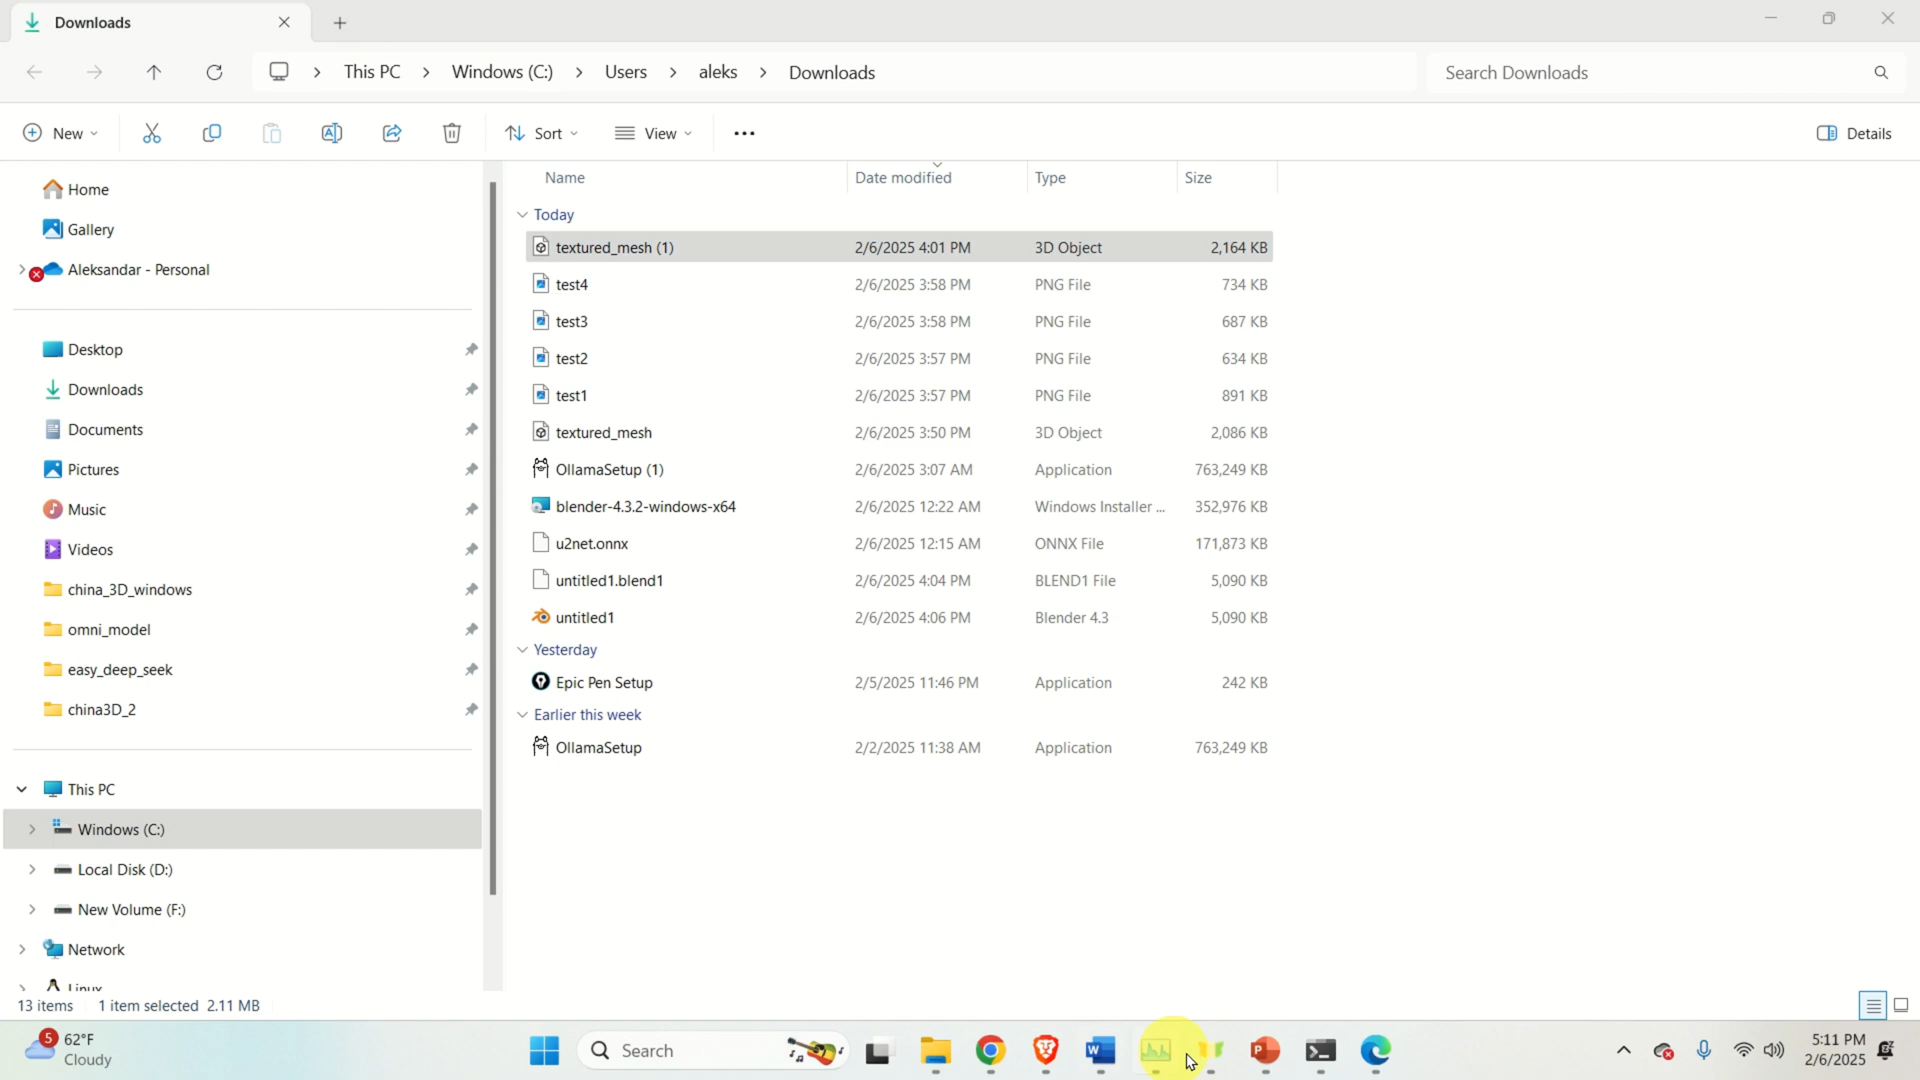 Downloads
This PC Windows (C:) Users aleks Downloads
Search Downloads
New
Sort
View
Details
Home
Gallery
Aleksandar - Personal
Desktop
Downloads
Documents
Pictures
Music
Videos
china_3D_windows
omni_model
easy_deep_seek
china3D_2
This PC
Windows (C:)
Local Disk (D:)
New Volume (F:)
Network
Linux
Name Date modified Type Size
Today
textured_mesh (1) 2/6/2025 4:01 PM 3D Object 2,164 KB
test4 2/6/2025 3:58 PM PNG File 734 KB
test3 2/6/2025 3:58 PM PNG File 687 KB
test2 2/6/2025 3:57 PM PNG File 634 KB
test1 2/6/2025 3:57 PM PNG File 891 KB
textured_mesh 2/6/2025 3:50 PM 3D Object 2,086 KB
OllamaSetup (1) 2/6/2025 3:07 AM Application 763,249 KB
blender-4.3.2-windows-x64 2/6/2025 12:22 AM Windows Installer ... 352,976 KB
u2net.onnx 2/6/2025 12:15 AM ONNX File 171,873 KB
untitled1.blend1 2/6/2025 4:04 PM BLEND1 File 5,090 KB
untitled1 2/6/2025 4:06 PM Blender 4.3 5,090 KB
Yesterday
Epic Pen Setup 2/5/2025 11:46 PM Application 242 KB
Earlier this week
OllamaSetup 2/2/2025 11:38 AM Application 763,249 KB
13 items 1 item selected 2.11 MB
5 62°F
Cloudy
Search
5:11 PM
2/6/2025